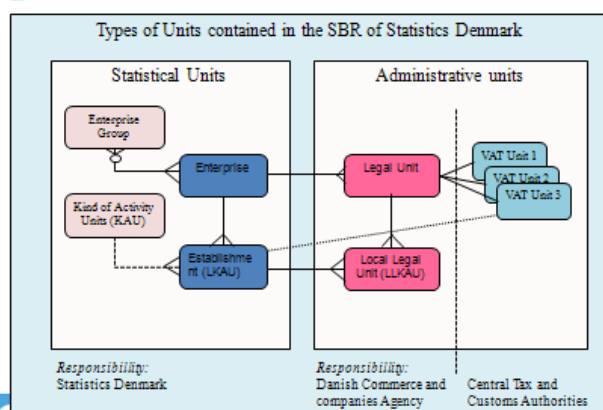 Types of Units contained in the SBR of Statistics Denmark
Statistical Units
Administrative units
Enterprise
Group
Enterprise
Legal Unit
VAT Unit 1
VAT Unit 2
VAT Unit 3
Kind of Activity
Units (KAU)
Establishme
nt (LKAU)
Local Legal
Unit (LLKAU)
Responsibility:
Statistics Denmark
Responsibility:
Danish Commerce and
companies Agency
Central Tax and
Customs Authorities